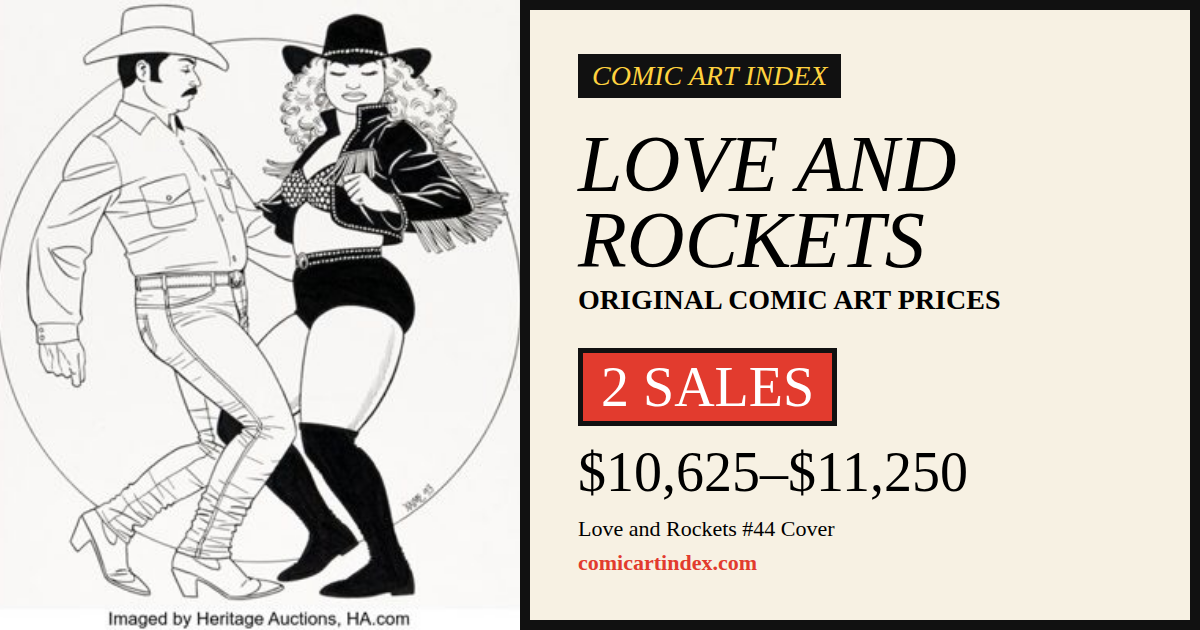 COMIC ART INDEX
LOVE AND
ROCKETS
ORIGINAL COMIC ART PRICES
2 SALES
$10,625–$11,250
Love and Rockets #44 Cover
comicartindex.com
Imaged by Heritage Auctions, HA.com